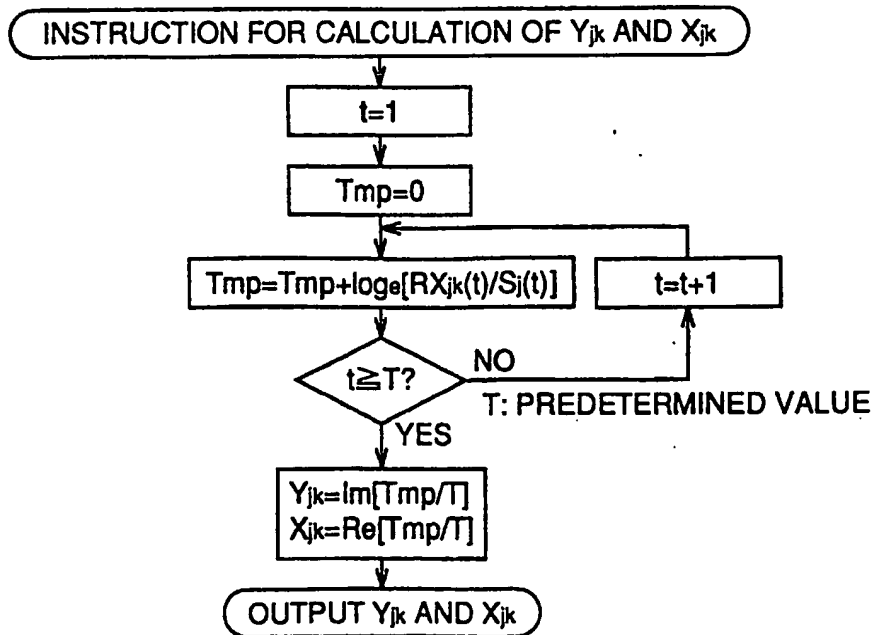 INSTRUCTION FOR CALCULATION OF Yjk AND Xjk
t=1
Tmp=0
Tmp=Tmp+loge[RXjk(t)/Sj(t)]
t=t+1
t≧T?
NO
T: PREDETERMINED VALUE
YES
Yjk=Im[Tmp/T]
Xjk=Re[Tmp/T]
OUTPUT Yjk AND Xjk